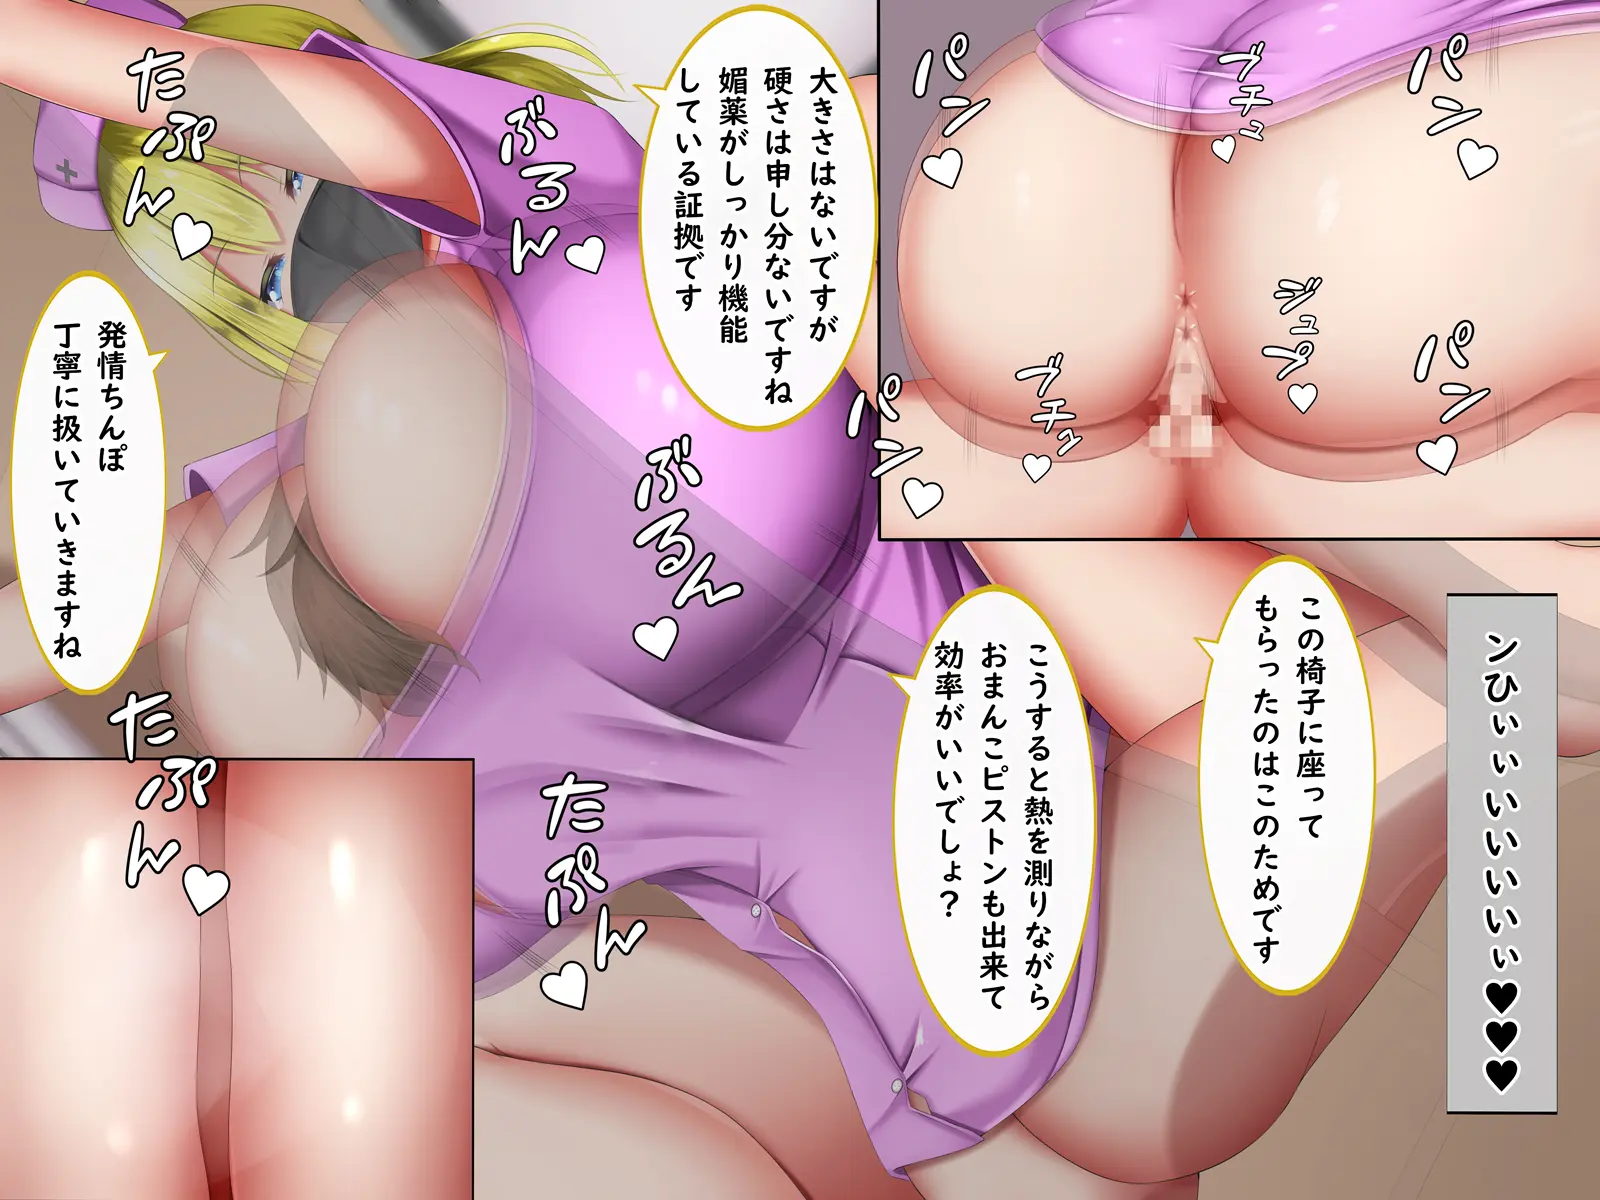 ンひぃぃいいいいぃ♥♥♥
この椅子に座って
もらったのはこのためです
こうすると熱を測りながら
おまんこピストンも出来て
効率がいいでしょ？
大きさはないですが
硬さは申し分ないですね
媚薬がしっかり機能
している証拠です
発情ちんぽ
丁寧に扱いていきますね
パン♡
ブチュ♡
パン♡
ジュプ♡
パン♡
ブチュ♡
パン♡
ぶるんっ♡
ぶるんっ♡
たぷんっ♡
たぷんっ♡
たぷんっ♡